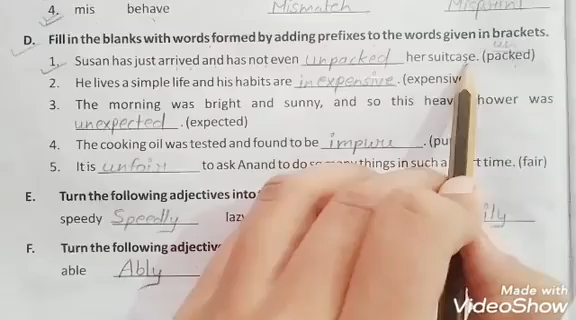 4. mis behave Mismatch Misprint
D. Fill in the blanks with words formed by adding prefixes to the words given in brackets.
1. Susan has just arrived and has not even unpacked her suitcase. (packed)
2. He lives a simple life and his habits are inexpensive. (expensive
3. The morning was bright and sunny, and so this heav hower was
unexpected. (expected)
4. The cooking oil was tested and found to be impure. (pu
5. It is unfair to ask Anand to do so many things in such a t time. (fair)
E. Turn the following adjectives into
speedy Speedly laz ily
F. Turn the following adjectiv
able Ably
Made with
VideoShow